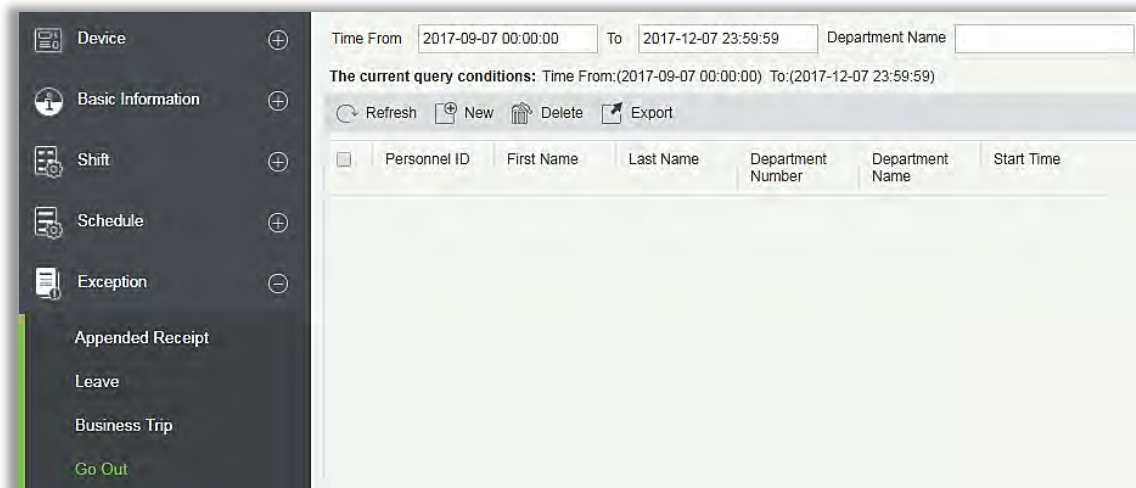 Device
Basic Information
Shift
Schedule
Exception
Appended Receipt
Leave
Business Trip
Go Out
Time From 2017-09-07 00:00:00 To 2017-12-07 23:59:59 Department Name
The current query conditions: Time From:(2017-09-07 00:00:00) To:(2017-12-07 23:59:59)
Refresh New Delete Export
Personnel ID First Name Last Name Department Number Department Name Start Time